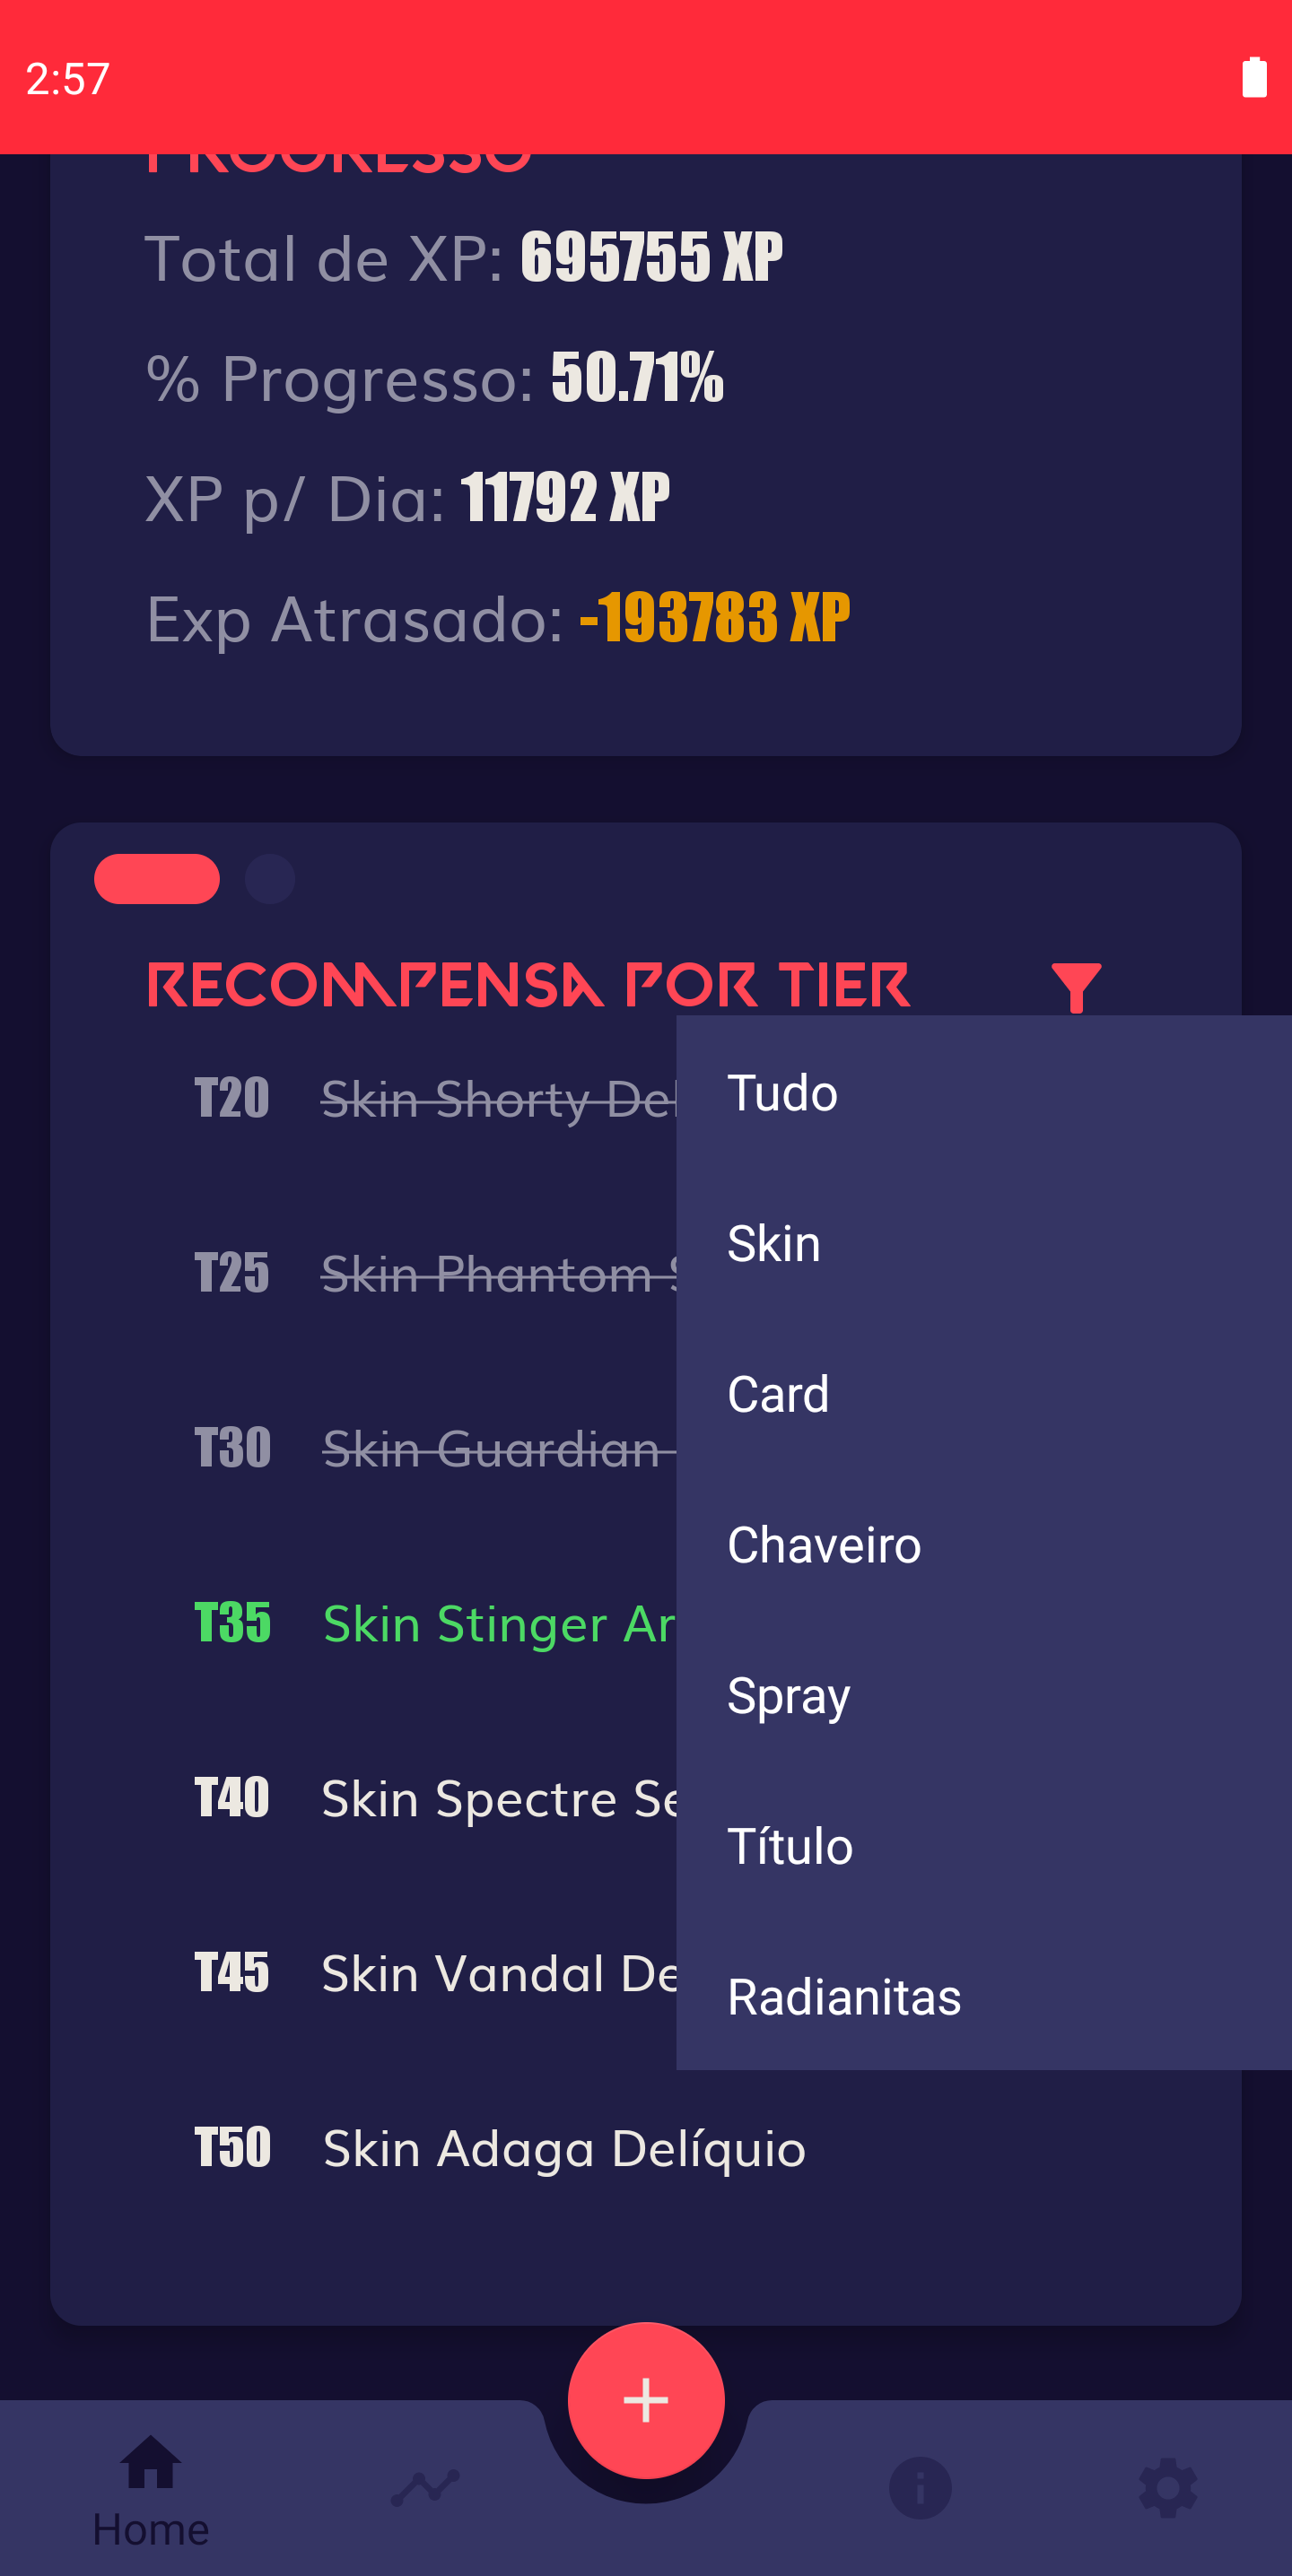 2:57
PROGRESSO
Total de XP: 695755 XP
% Progresso: 50.71%
XP p/ Dia: 11792 XP
Exp Atrasado: -193783 XP
RECOMPENSA POR TIER
T20 Skin Shorty Del
T25 Skin Phantom S
T30 Skin Guardian
T35 Skin Stinger Ar
T40 Skin Spectre Se
T45 Skin Vandal De
T50 Skin Adaga Delíquio
Tudo
Skin
Card
Chaveiro
Spray
Título
Radianitas
Home